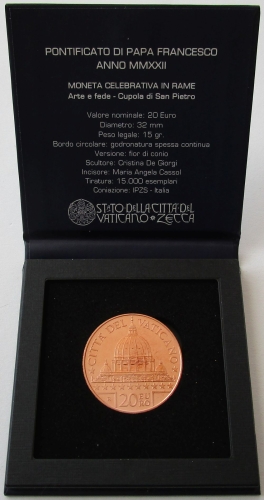 PONTIFICATO DI PAPA FRANCESCO
ANNO MMXXII
MONETA CELEBRATIVA IN RAME
Arte e fede - Cupola di San Pietro
Valore nominale: 20 Euro
Diametro: 32 mm
Peso legale: 15 gr.
Bordo circolare: godronatura spessa continua
Versione: fior di conio
Scultore: Cristina De Giorgi
Incisore: Maria Angela Cassol
Tiratura: 15.000 esemplari
Coniazione: IPZS - Italia
STATO DELLA CITTÀ DEL
VATICANO ZECCA
CITTÀ DEL VATICANO
20